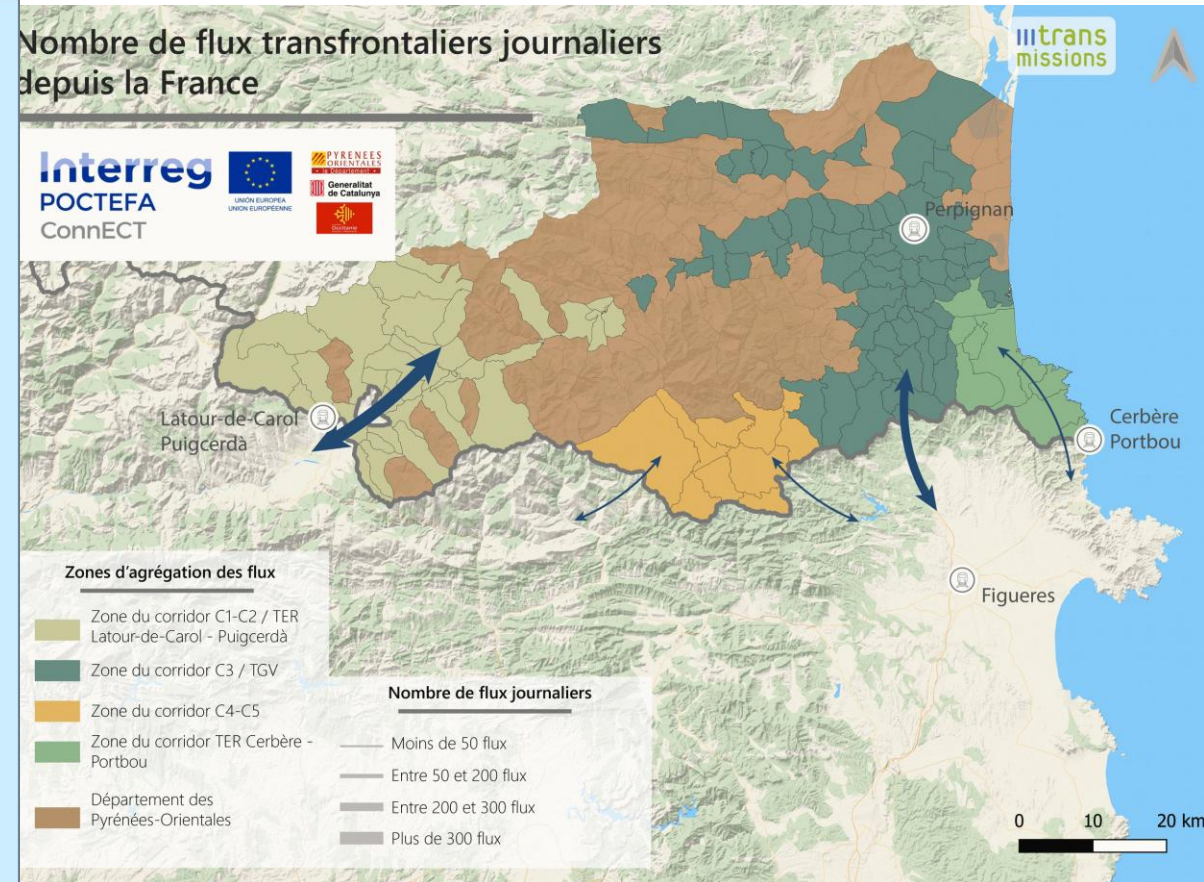 Nombre de flux transfrontaliers journaliers
depuis la France
Interreg
POCTEFA
ConnECT
UNIÓN EUROPEA
UNION EUROPÉENNE
PYRENEES
ORIENTALES
le Département
Generalitat
de Catalunya
Occitanie
trans
missions
Perpignan
Latour-de-Carol
Puigcerdà
Cerbère
Portbou
Figueres
Zones d'agrégation des flux
Zone du corridor C1-C2 / TER
Latour-de-Carol - Puigcerdà
Zone du corridor C3 / TGV
Zone du corridor C4-C5
Zone du corridor TER Cerbère -
Portbou
Département des
Pyrénées-Orientales
Nombre de flux journaliers
Moins de 50 flux
Entre 50 et 200 flux
Entre 200 et 300 flux
Plus de 300 flux
0 10 20 km